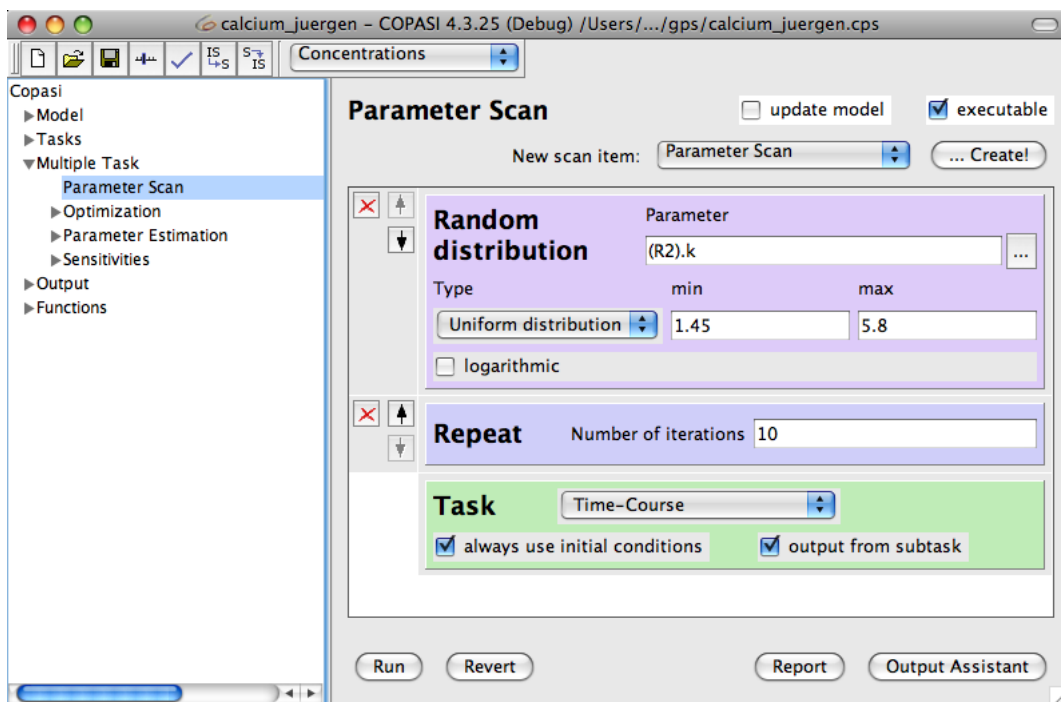 calcium_juergen – COPASI 4.3.25 (Debug) /Users/.../gps/calcium_juergen.cps
IS S
S IS
Concentrations
Copasi
Model
Tasks
Multiple Task
Parameter Scan
Optimization
Parameter Estimation
Sensitivities
Output
Functions
Parameter Scan
update model
executable
New scan item:
Parameter Scan
... Create!
Random
distribution
Parameter
(R2).k
...
Type
min
max
Uniform distribution
1.45
5.8
logarithmic
Repeat
Number of iterations
10
Task
Time-Course
always use initial conditions
output from subtask
Run
Revert
Report
Output Assistant